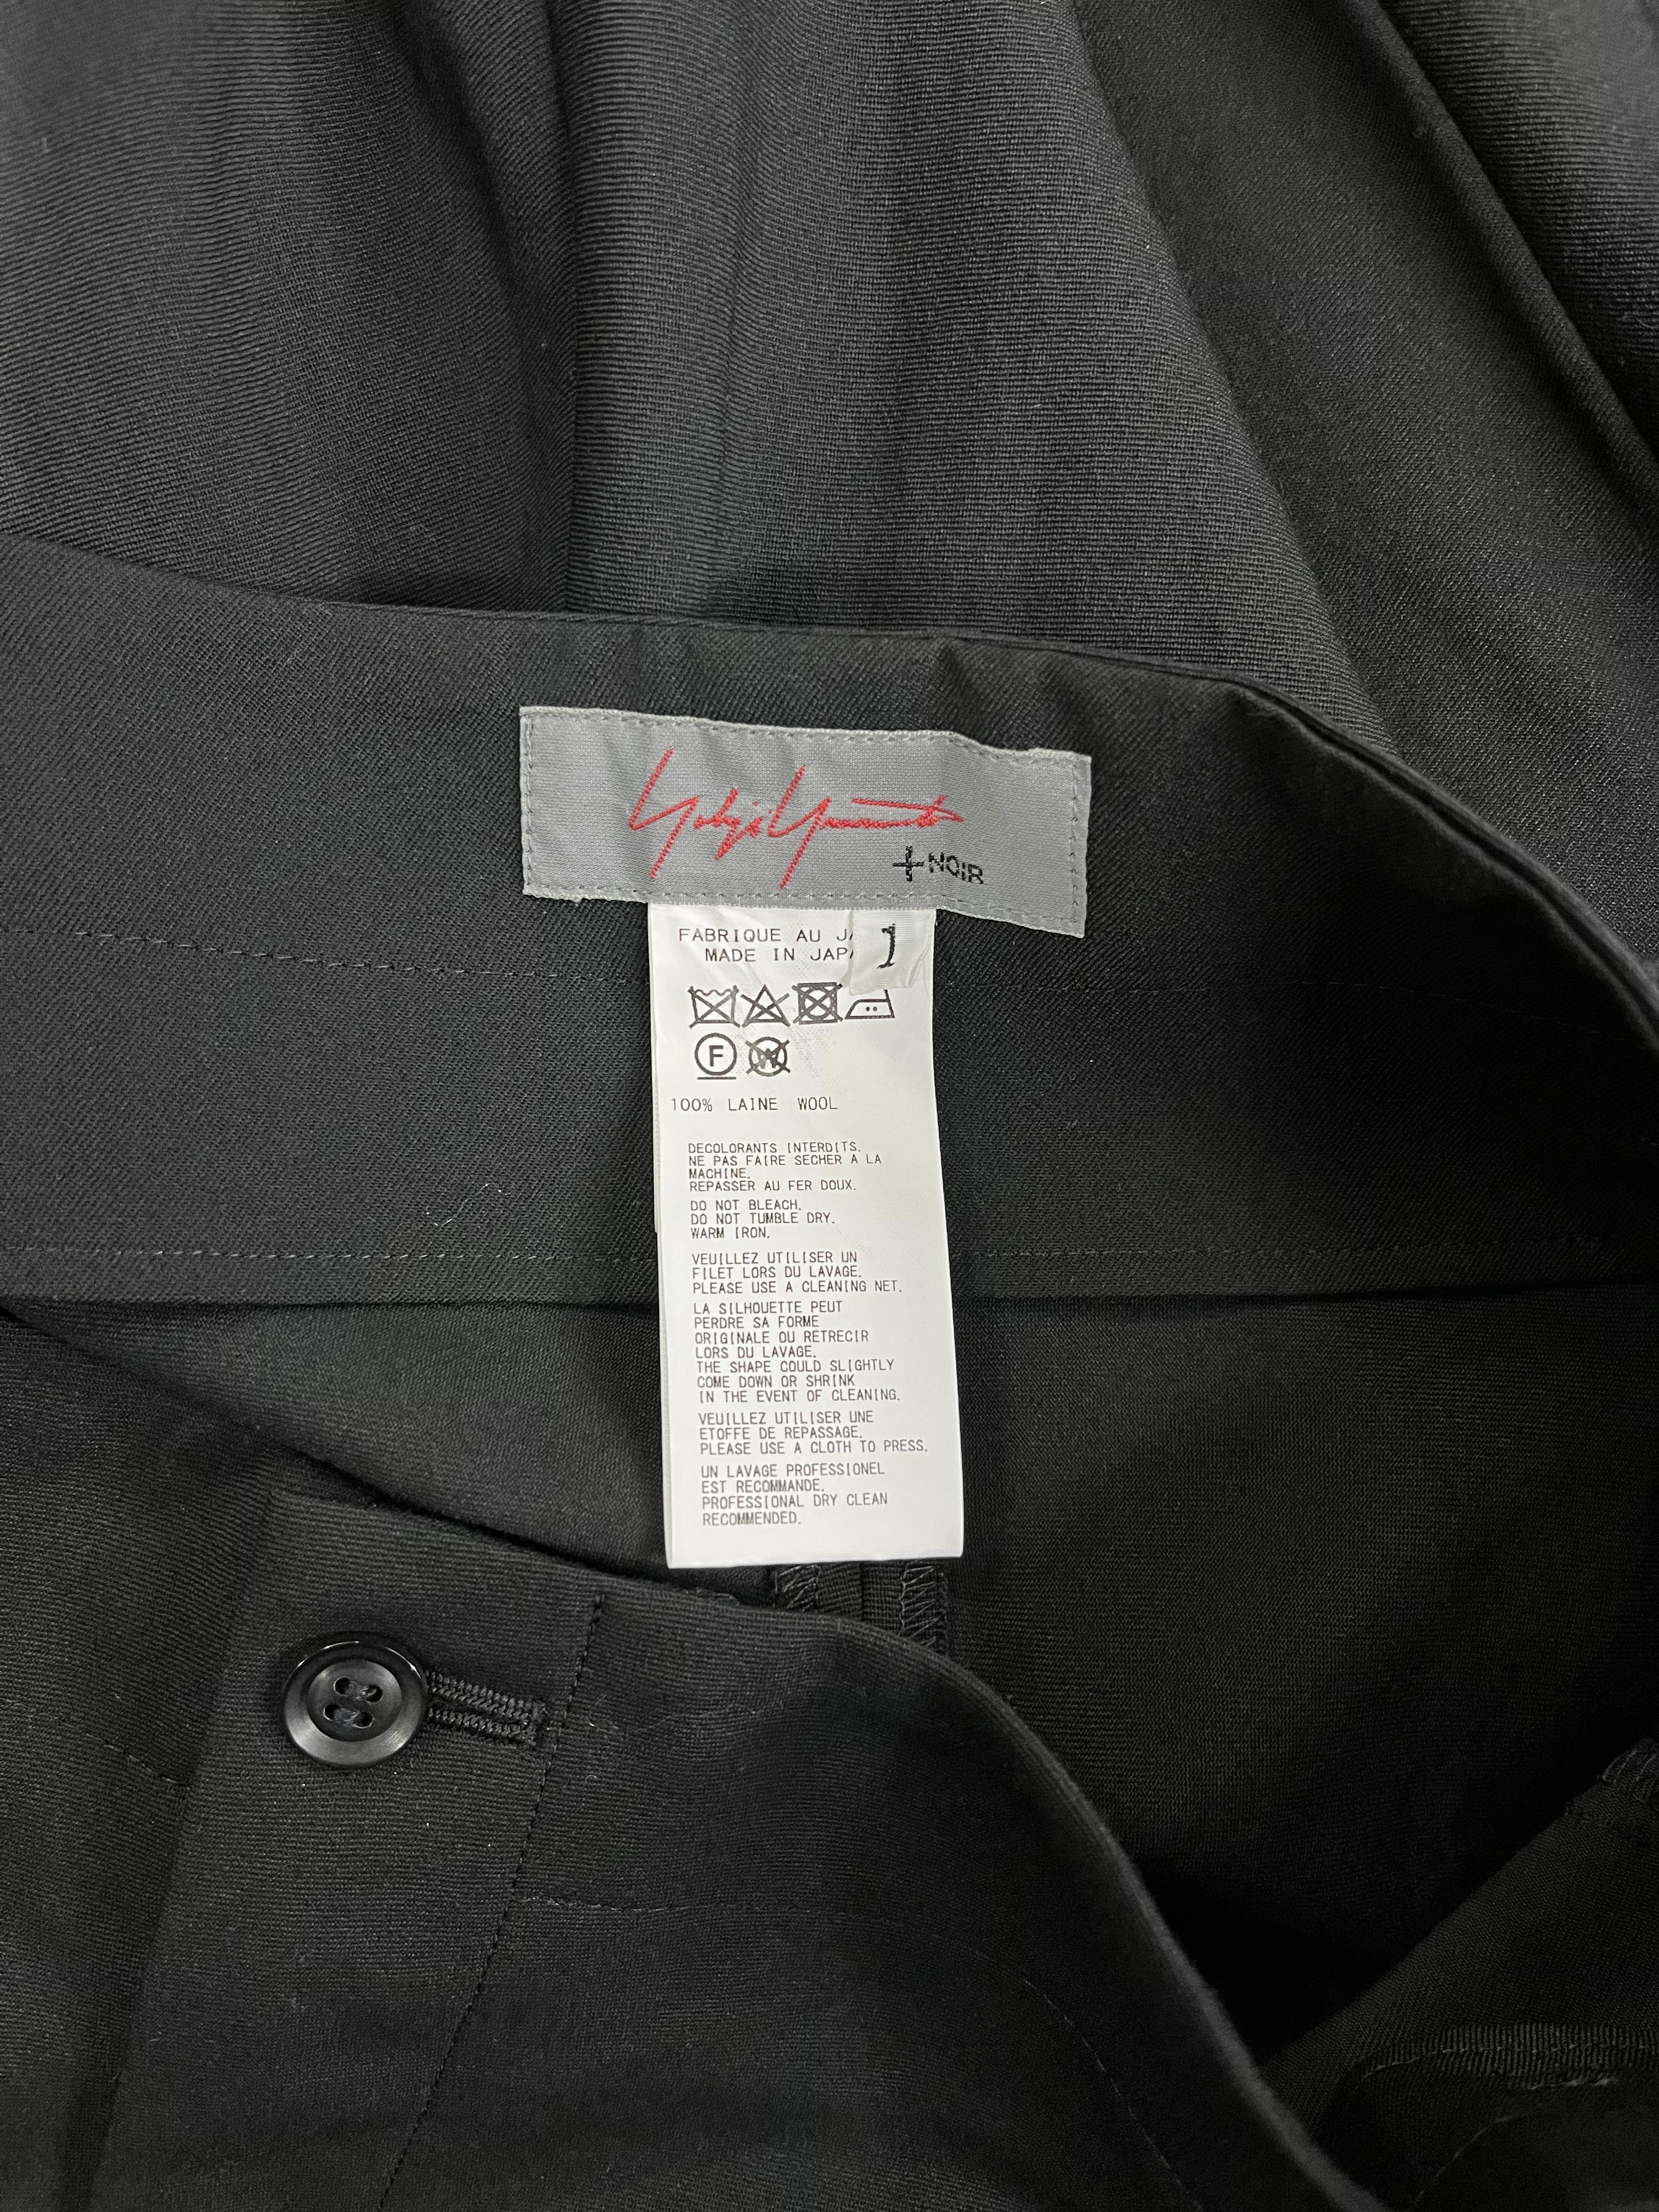 Yohji Yamamoto
+NOIR
1
FABRIQUE AU JA
MADE IN JAPA
F W
100% LAINE WOOL
DECOLORANTS INTERDITS.
NE PAS FAIRE SECHER A LA
MACHINE.
REPASSER AU FER DOUX.
DO NOT BLEACH.
DO NOT TUMBLE DRY.
WARM IRON.
VEUILLEZ UTILISER UN
FILET LORS DU LAVAGE.
PLEASE USE A CLEANING NET.
LA SILHOUETTE PEUT
PERDRE SA FORME
ORIGINALE OU RETRECIR
LORS DU LAVAGE.
THE SHAPE COULD SLIGHTLY
COME DOWN OR SHRINK
IN THE EVENT OF CLEANING.
VEUILLEZ UTILISER UNE
ETOFFE DE REPASSAGE.
PLEASE USE A CLOTH TO PRESS.
UN LAVAGE PROFESSIONEL
EST RECOMMANDE.
PROFESSIONAL DRY CLEAN
RECOMMENDED.